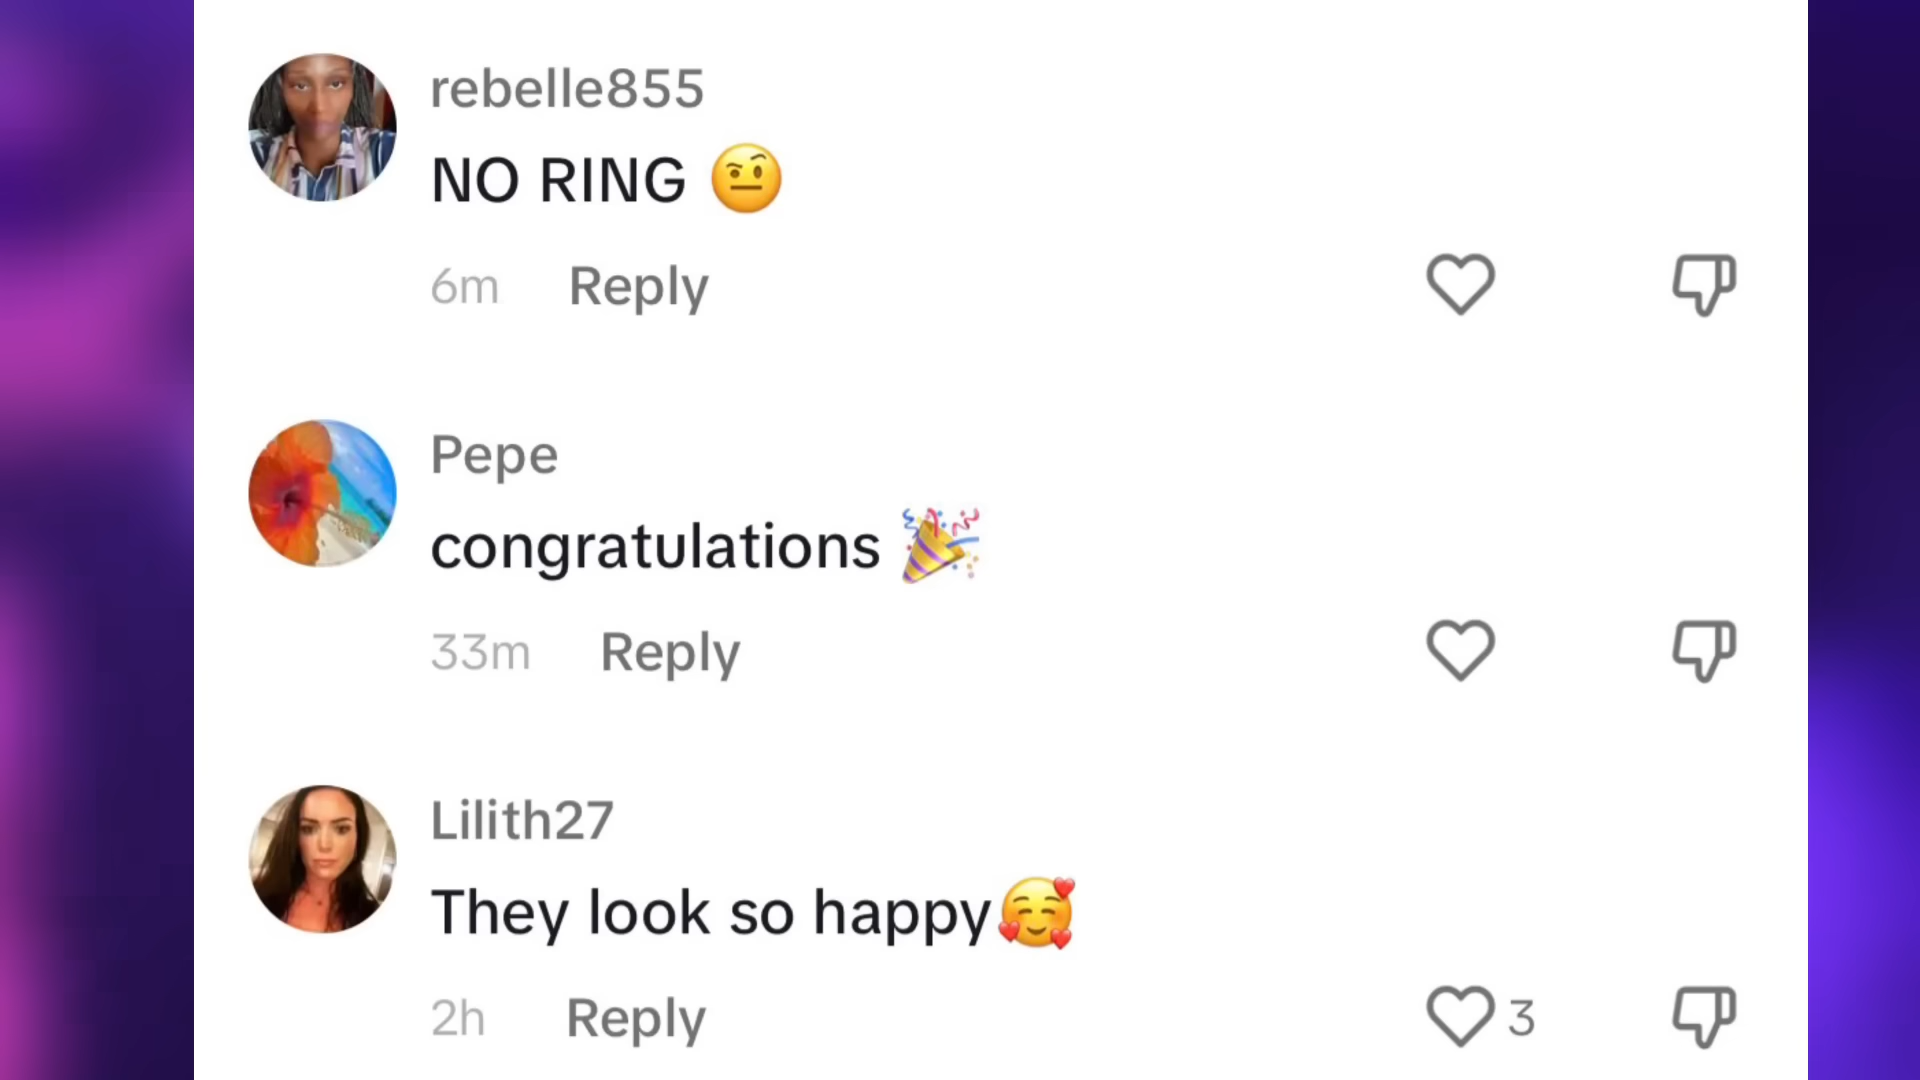 rebelle855
NO RING 🤨
6m Reply
Pepe
congratulations 🎉
33m Reply
Lilith27
They look so happy🥰
2h Reply 3